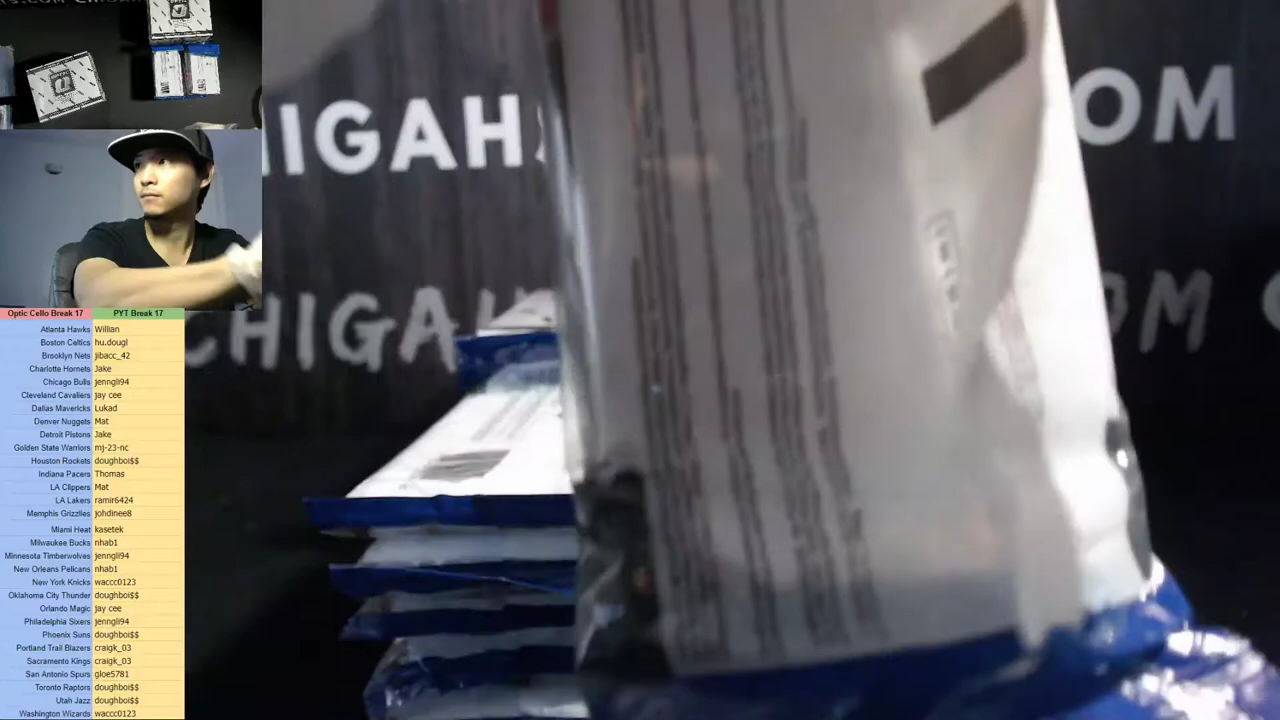 CHIGAH
OM
HIGAH
OM
CHIGAH
OM C
Optic Cello Break 17 PYT Break 17
Atlanta Hawks Willian
Boston Celtics hu.dougl
Brooklyn Nets jibacc_42
Charlotte Hornets Jake
Chicago Bulls jenngli94
Cleveland Cavaliers jay cee
Dallas Mavericks Lukad
Denver Nuggets Mat
Detroit Pistons Jake
Golden State Warriors mj-23-nc
Houston Rockets doughboi$$
Indiana Pacers Thomas
LA Clippers Mat
LA Lakers ramir6424
Memphis Grizzlies johdinee8
Miami Heat kasetek
Milwaukee Bucks nhab1
Minnesota Timberwolves jenngli94
New Orleans Pelicans nhab1
New York Knicks waccc0123
Oklahoma City Thunder doughboi$$
Orlando Magic jay cee
Philadelphia Sixers jenngli94
Phoenix Suns doughboi$$
Portland Trail Blazers craigk_03
Sacramento Kings craigk_03
San Antonio Spurs gloe5781
Toronto Raptors doughboi$$
Utah Jazz doughboi$$
Washington Wizards waccc0123